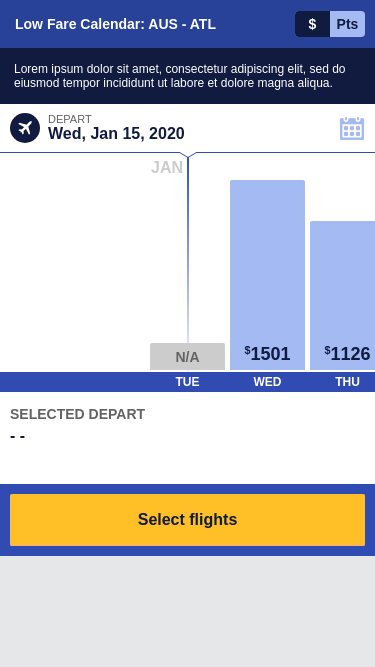 Low Fare Calendar: AUS - ATL
$ Pts
Lorem ipsum dolor sit amet, consectetur adipiscing elit, sed do
eiusmod tempor incididunt ut labore et dolore magna aliqua.
DEPART
Wed, Jan 15, 2020
JAN
N/A $1501 $1126
TUE WED THU
SELECTED DEPART
- -
Select flights